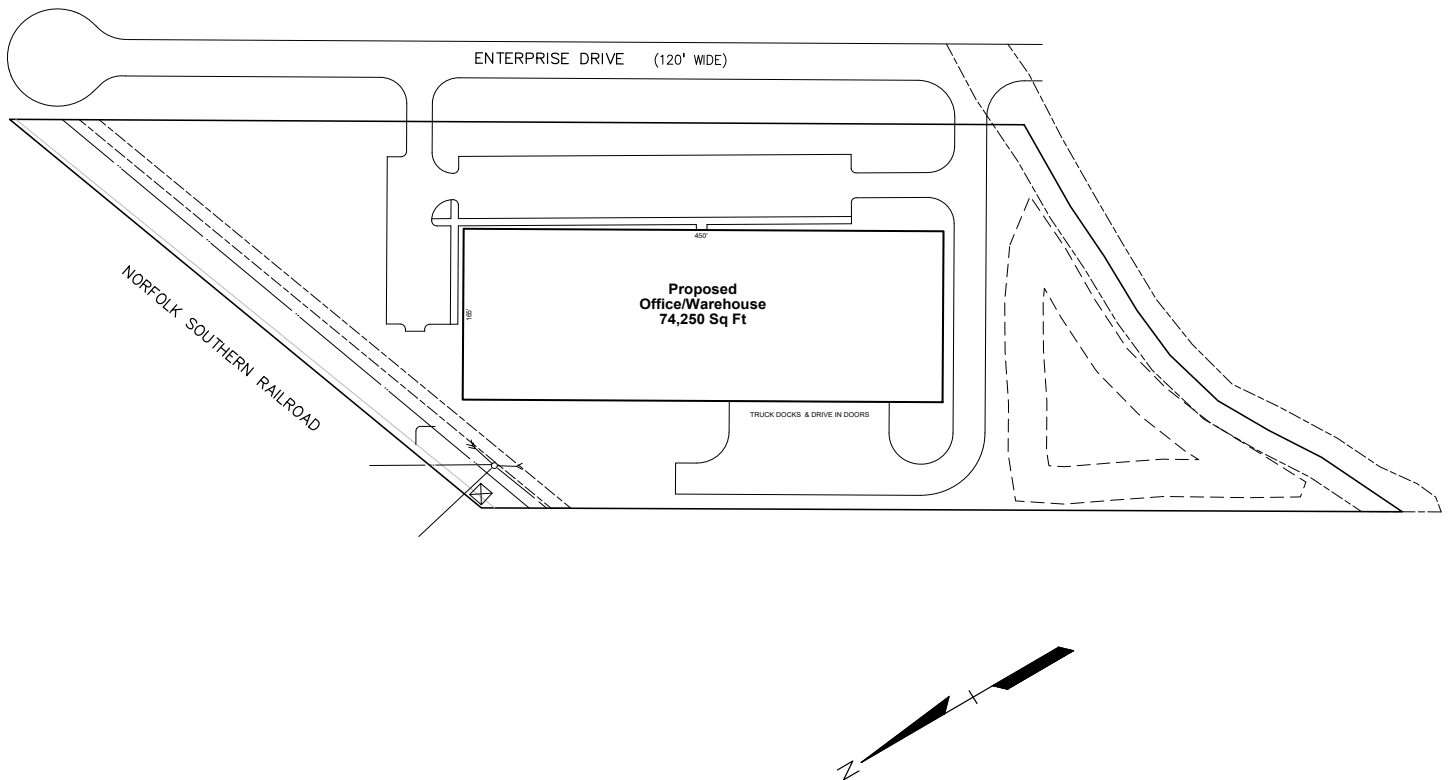 ENTERPRISE DRIVE (120' WIDE)
450'
Proposed
Office/Warehouse
74,250 Sq Ft
165'
NORFOLK SOUTHERN RAILROAD
TRUCK DOCKS & DRIVE IN DOORS
N